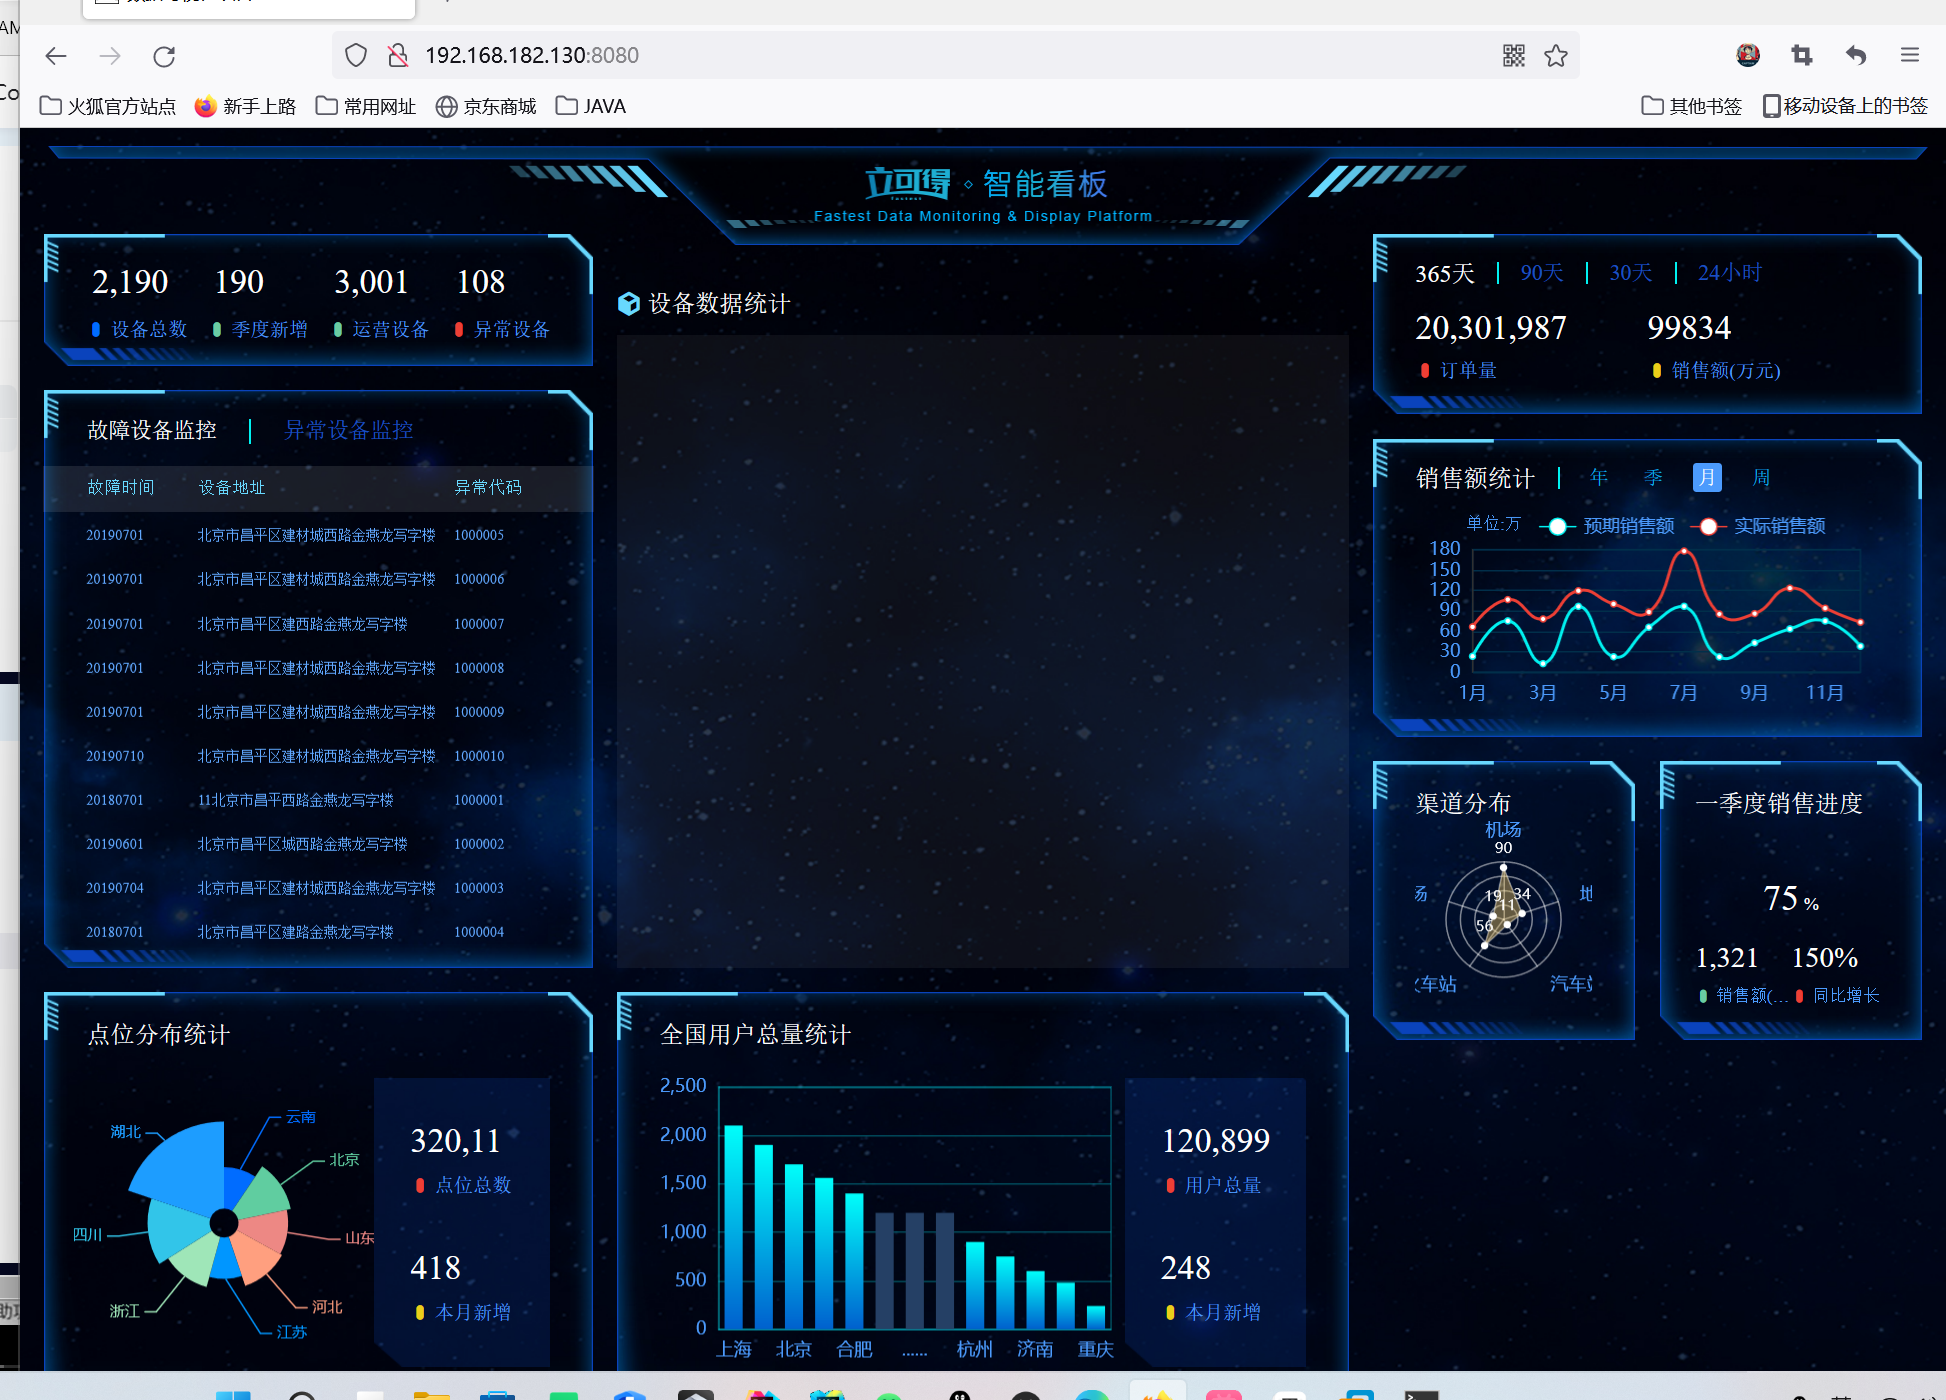 192.168.182.130:8080
火狐官方站点 新手上路 常用网址 京东商城 JAVA 其他书签 移动设备上的书签
立可得 智能看板
Fastest Data Monitoring & Display Platform
2,190 190 3,001 108
设备总数 季度新增 运营设备 异常设备
故障设备监控 异常设备监控
故障时间 设备地址 异常代码
20190701 北京市昌平区建材城西路金燕龙写字楼 1000005
20190701 北京市昌平区建材城西路金燕龙写字楼 1000006
20190701 北京市昌平区建西路金燕龙写字楼 1000007
20190701 北京市昌平区建材城西路金燕龙写字楼 1000008
20190701 北京市昌平区建材城西路金燕龙写字楼 1000009
20190710 北京市昌平区建材城西路金燕龙写字楼 1000010
20180701 11北京市昌平西路金燕龙写字楼 1000001
20190601 北京市昌平区城西路金燕龙写字楼 1000002
20190704 北京市昌平区建材城西路金燕龙写字楼 1000003
20180701 北京市昌平区建路金燕龙写字楼 1000004
点位分布统计
云南
湖北
北京
四川
山东
浙江
河北
江苏
320,11
点位总数
418
本月新增
设备数据统计
全国用户总量统计
2,500
2,000
1,500
1,000
500
0
上海 北京 合肥 ...... 杭州 济南 重庆
120,899
用户总量
248
本月新增
365天 90天 30天 24小时
20,301,987 99834
订单量 销售额(万元)
销售额统计 年 季 月 周
单位:万 预期销售额 实际销售额
180
150
120
90
60
30
0
1月 3月 5月 7月 9月 11月
渠道分布
机场
90
场 19 34 地
11
56
车站 汽车站
一季度销售进度
75 %
1,321 150%
销售额(... 同比增长